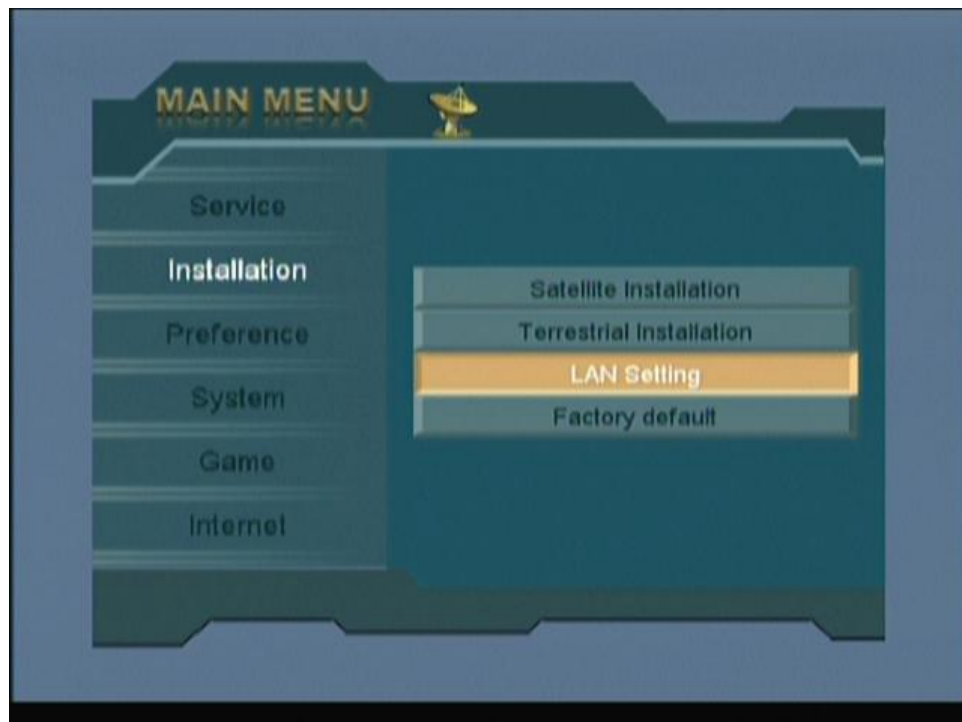 MAIN MENU
Service
Installation
Preference
System
Game
Internet
Satellite Installation
Terrestrial Installation
LAN Setting
Factory default